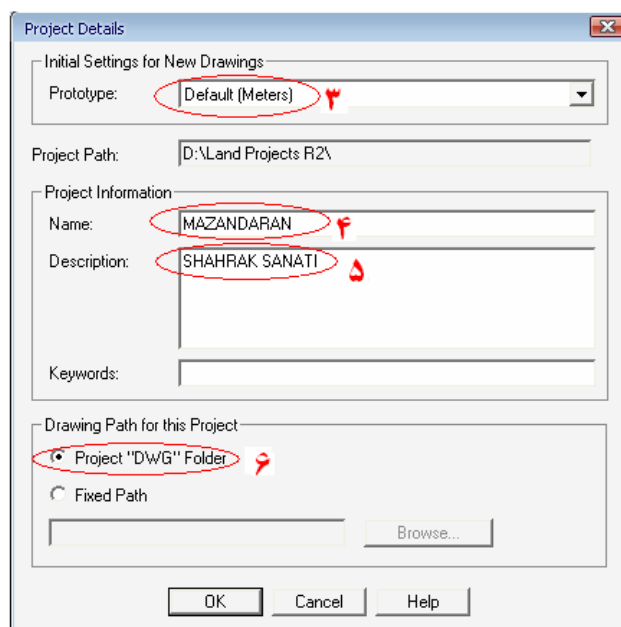 Project Details
Initial Settings for New Drawings
Prototype: Default (Meters) ۳
Project Path: D:\Land Projects R2\
Project Information
Name: MAZANDARAN ۴
Description: SHAHRAK SANATI ۵
Keywords:
Drawing Path for this Project
Project "DWG" Folder ۶
Fixed Path
Browse...
OK Cancel Help